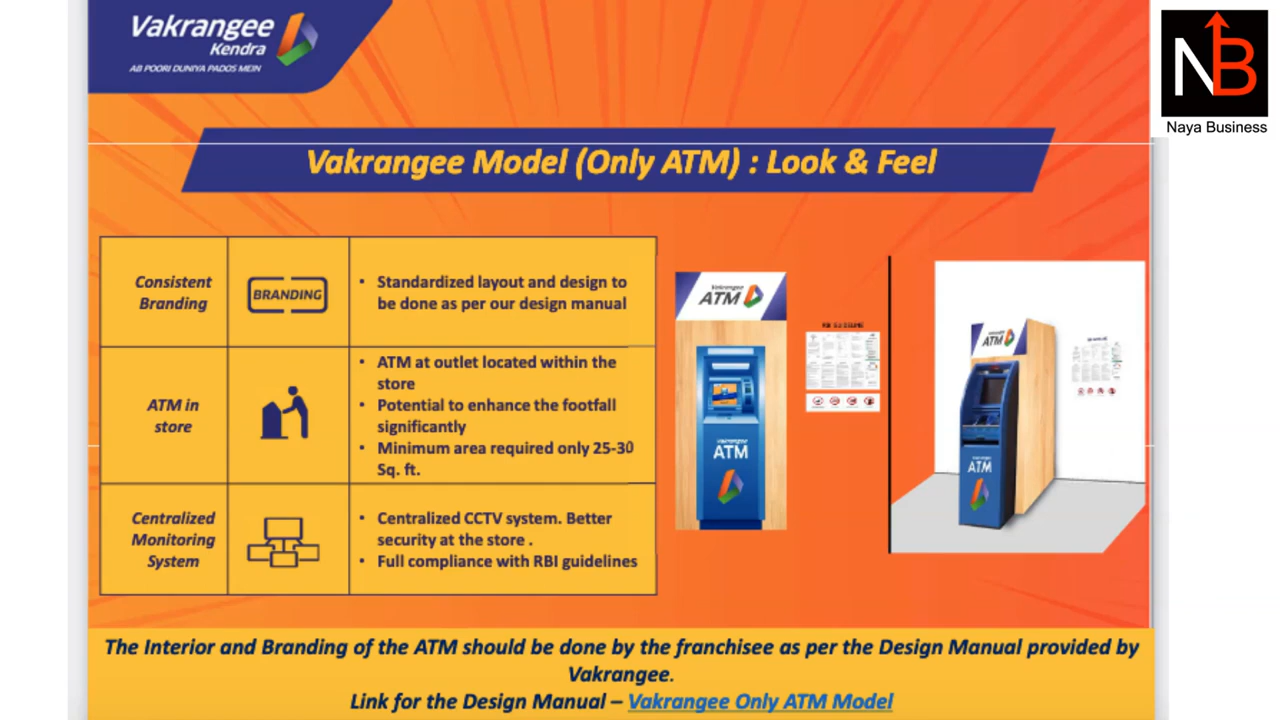 Vakrangee
Kendra
AB POORI DUNIYA PADOS MEIN
NB
Naya Business
Vakrangee Model (Only ATM) : Look & Feel
Consistent
Branding
BRANDING
• Standardized layout and design to
be done as per our design manual
ATM in
store
• ATM at outlet located within the
store
• Potential to enhance the footfall
significantly
• Minimum area required only 25-30
Sq. ft.
Centralized
Monitoring
System
• Centralized CCTV system. Better
security at the store .
• Full compliance with RBI guidelines
Vakrangee
ATM
Vakrangee
ATM
ATM
ATM
The Interior and Branding of the ATM should be done by the franchisee as per the Design Manual provided by
Vakrangee.
Link for the Design Manual – Vakrangee Only ATM Model